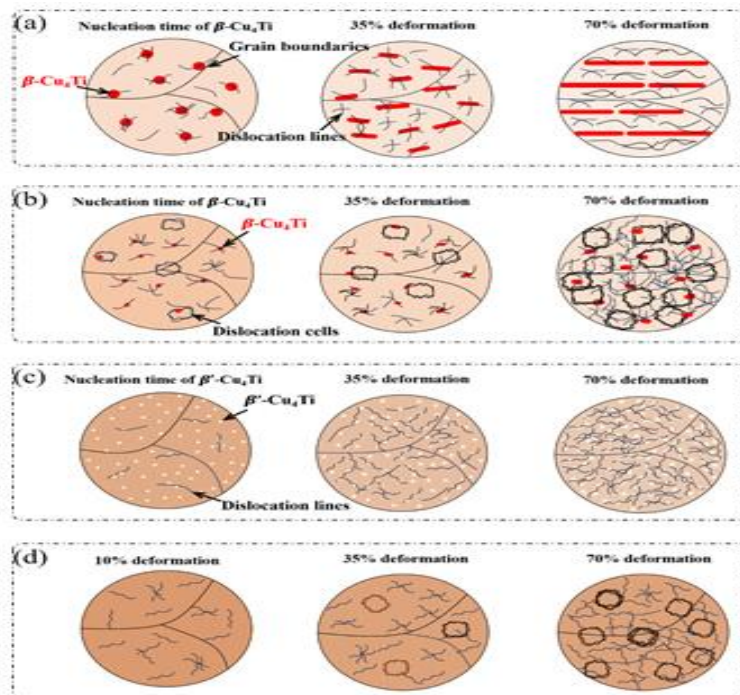 (a)
Nucleation time of β-Cu₄Ti
35% deformation
70% deformation
Grain boundaries
β-Cu₄Ti
Dislocation lines
(b)
Nucleation time of β-Cu₄Ti
35% deformation
70% deformation
β-Cu₄Ti
Dislocation cells
(c)
Nucleation time of β'-Cu₄Ti
35% deformation
70% deformation
β'-Cu₄Ti
Dislocation lines
(d)
10% deformation
35% deformation
70% deformation